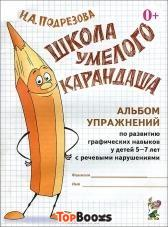 Н.А. ПОДРЕЗОВА
0+
ШКОЛА
УМЕЛОГО
КАРАНДАША
АЛЬБОМ
УПРАЖНЕНИЙ
по развитию
графических навыков
у детей 5–7 лет
с речевыми нарушениями
Фамилия
Имя
TopBooks